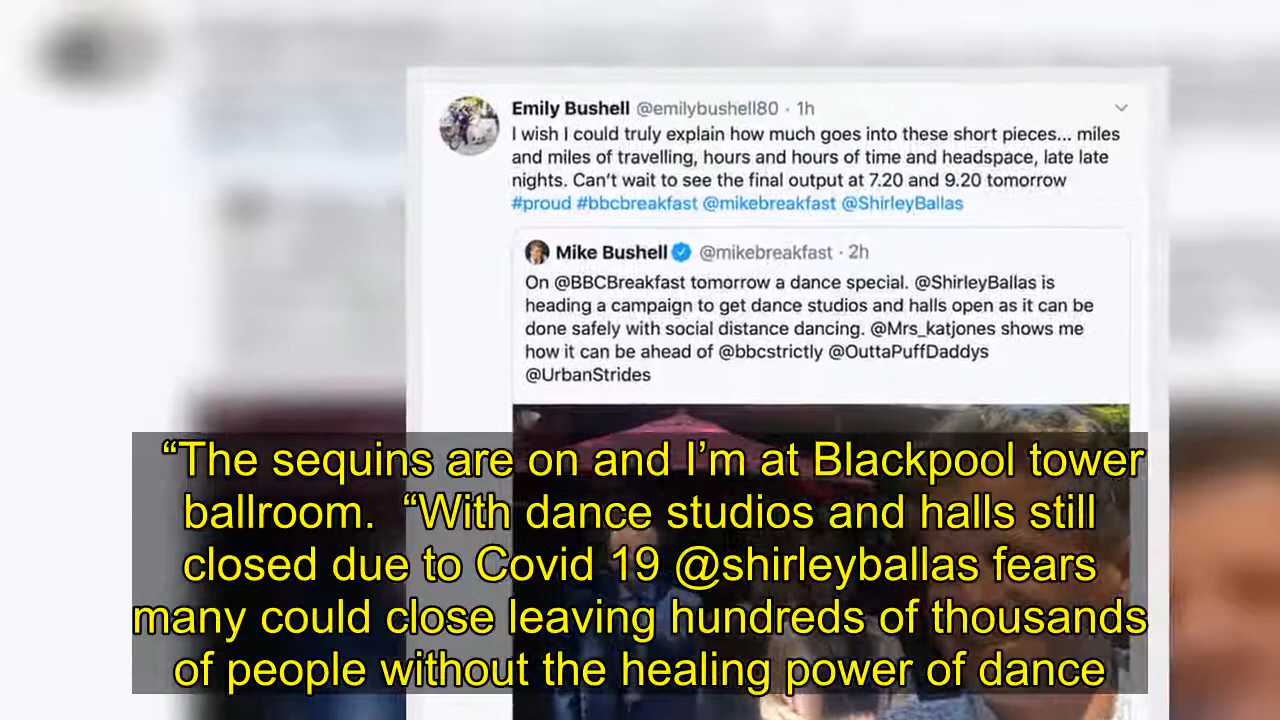 Emily Bushell @emilybushell80 · 1h
I wish I could truly explain how much goes into these short pieces... miles
and miles of travelling, hours and hours of time and headspace, late late
nights. Can't wait to see the final output at 7.20 and 9.20 tomorrow
#proud #bbcbreakfast @mikebreakfast @ShirleyBallas
Mike Bushell @mikebreakfast · 2h
On @BBCBreakfast tomorrow a dance special. @ShirleyBallas is
heading a campaign to get dance studios and halls open as it can be
done safely with social distance dancing. @Mrs_katjones shows me
how it can be ahead of @bbcstrictly @OuttaPuffDaddys
@UrbanStrides
“The sequins are on and I’m at Blackpool tower
ballroom. “With dance studios and halls still
closed due to Covid 19 @shirleyballas fears
many could close leaving hundreds of thousands
of people without the healing power of dance